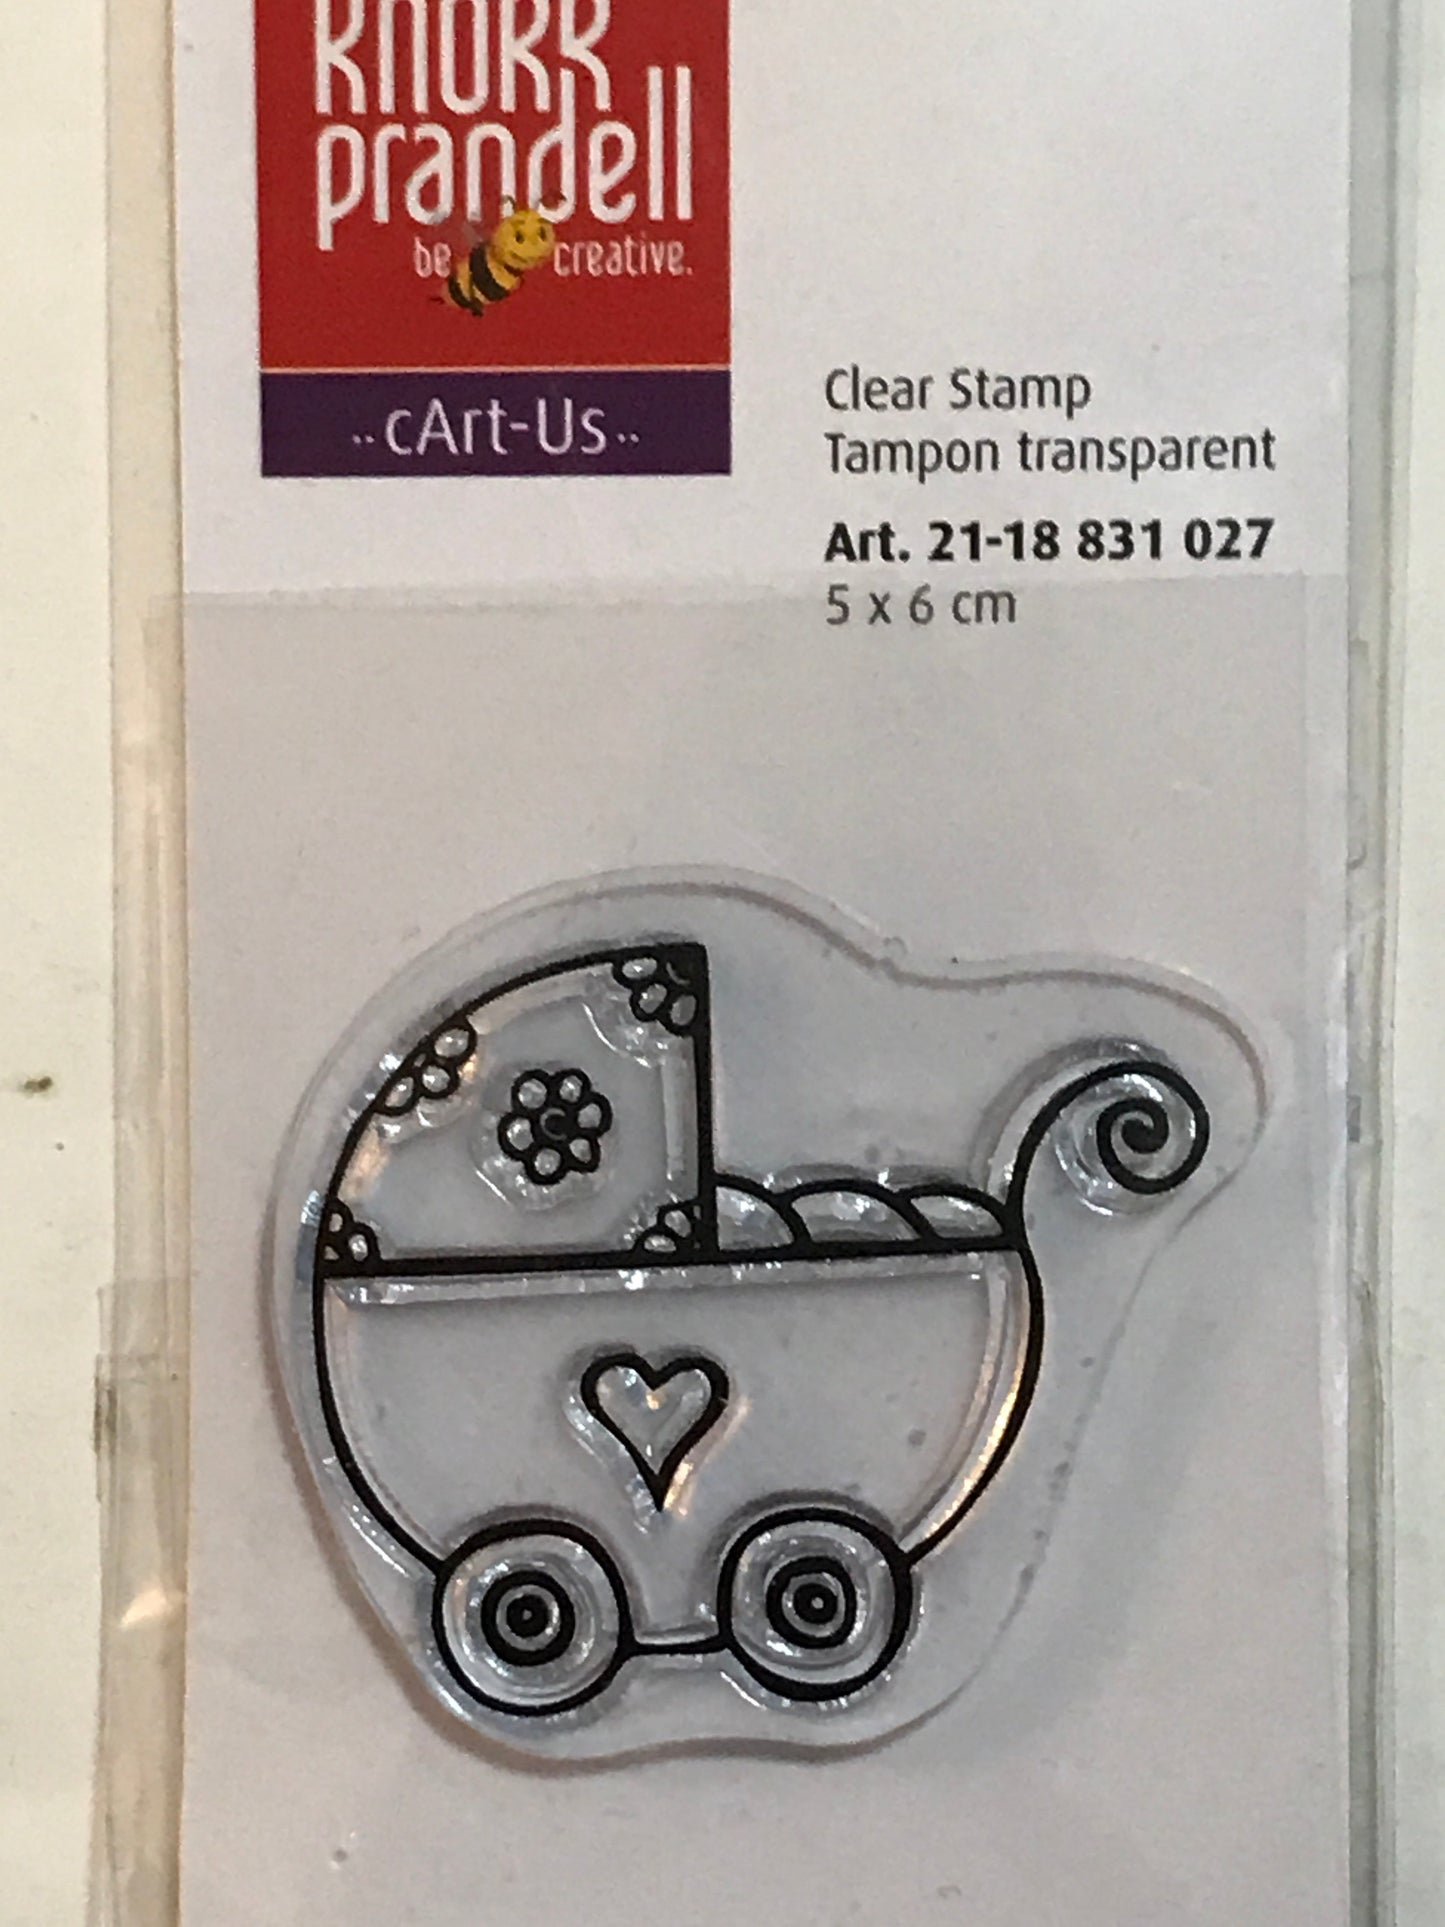 knorr
prandell
be creative.
..cArt-Us..
Clear Stamp
Tampon transparent
Art. 21-18 831 027
5 x 6 cm